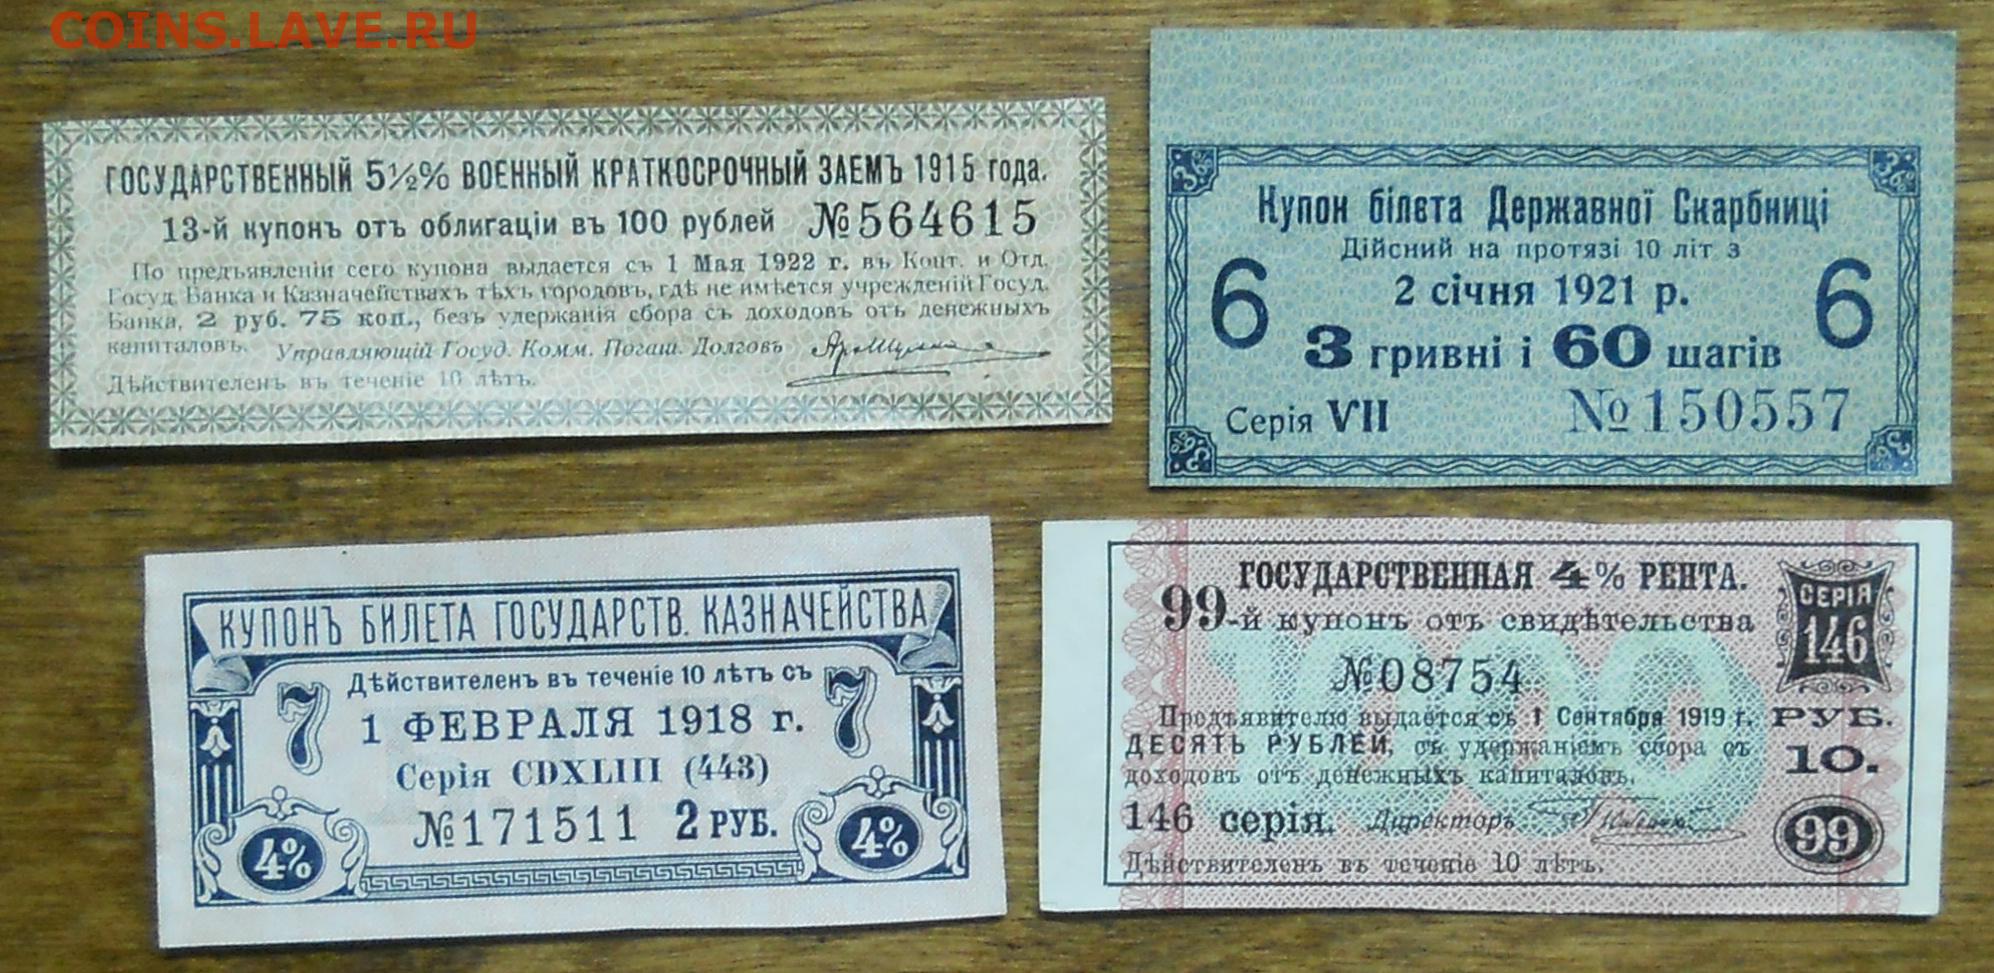 COINS.LAVE.RU
ГОСУДАРСТВЕННЫЙ 5½% ВОЕННЫЙ КРАТКОСРОЧНЫЙ ЗАЕМЪ 1915 года.
13-й купонъ отъ облигаціи въ 100 рублей №564615
По предъявленіи сего купона выдается съ 1 Мая 1922 г. въ Конт. и Отд.
Госуд. Банка и Казначействахъ тѣхъ городовъ, гдѣ не имѣется учрежденій Госуд.
Банка, 2 руб. 75 коп., безъ удержанія сбора съ доходовъ отъ денежныхъ
капиталовъ. Управляющій Госуд. Комм. Погаш. Долговъ
Дѣйствителенъ въ теченіе 10 лѣтъ.
36
36
Купон білета Державної Скарбниці
Дійсний на протязі 10 літ з
6 2 січня 1921 р. 6
3 гривні і 60 шагів
Серія VII №150557
КУПОНЪ БИЛЕТА ГОСУДАРСТВ. КАЗНАЧЕЙСТВА
7 Дѣйствителенъ въ теченіе 10 лѣтъ съ 7
1 ФЕВРАЛЯ 1918 г.
Серія CDXLIII (443)
№171511 2 РУБ.
4% 4%
ГОСУДАРСТВЕННАЯ 4% РЕНТА.
99-й купонъ отъ свидѣтельства
СЕРІЯ
146
№08754
1000
Предъявителю выдается съ 1 Сентября 1919 г.
ДЕСЯТЬ РУБЛЕЙ, съ удержаніемъ сбора съ
доходовъ отъ денежныхъ капиталовъ.
РУБ.
10.
146 серія. Директоръ
99
Дѣйствителенъ въ теченіе 10 лѣтъ.